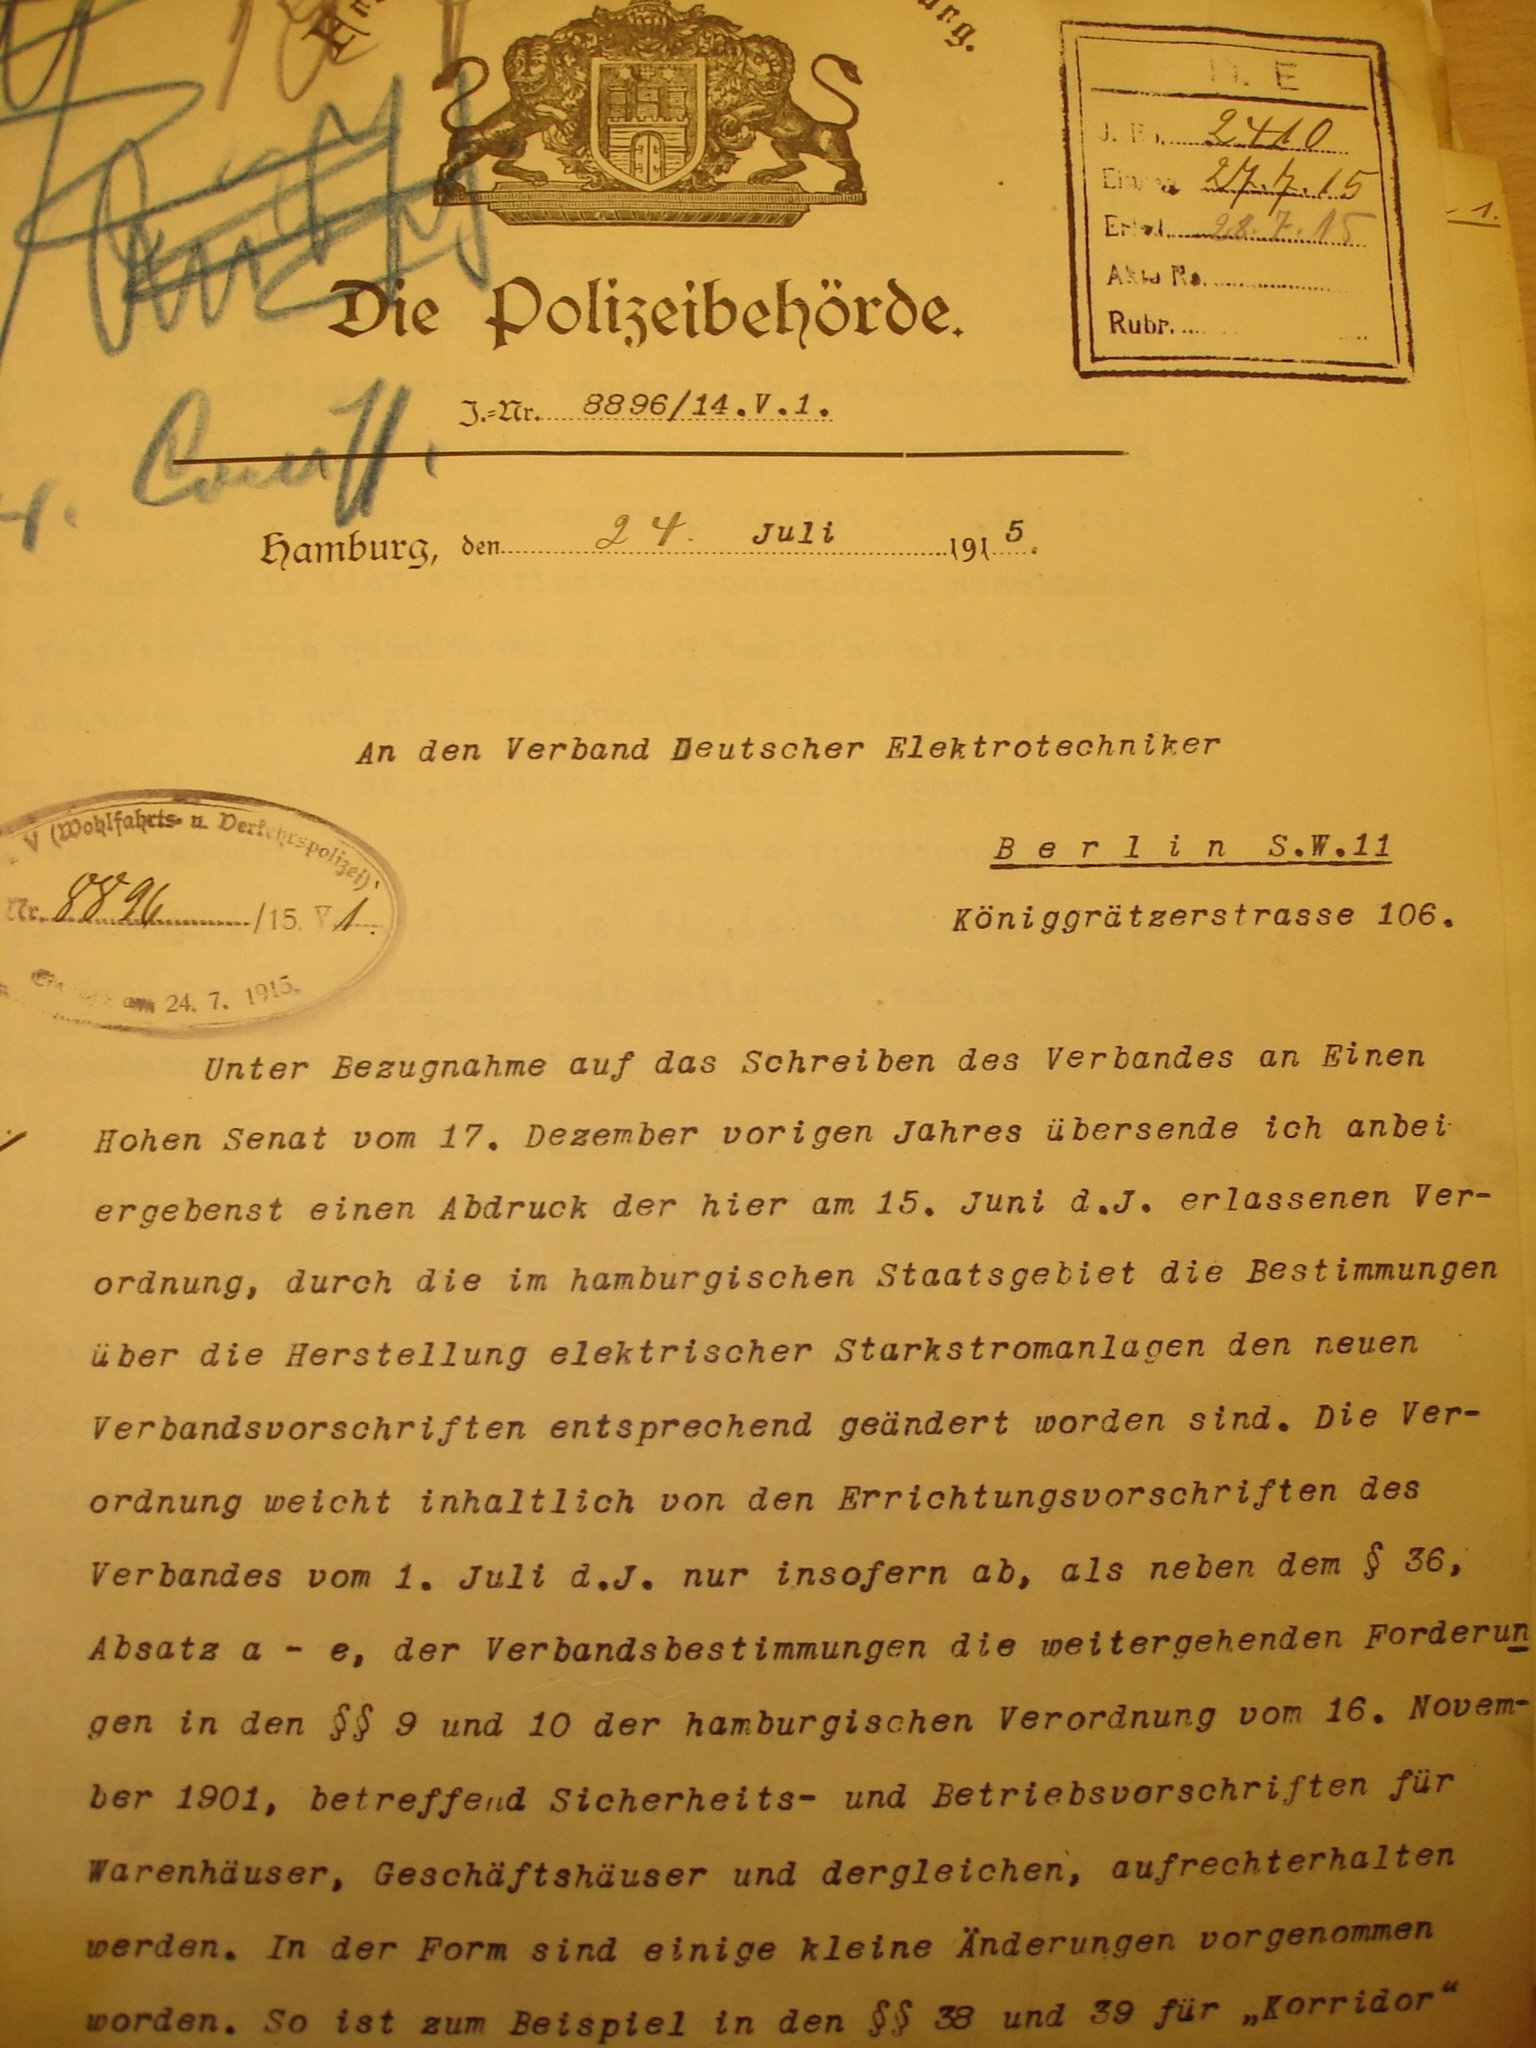 V. D. E
J. No. 2410
Eingeg. 27.7.15
Erled. 28.7.15
Akte No.
Rubr.
- 1.
Die Polizeibehörde.
J.=Nr. 8896/14.V.1.
Hamburg, den 24. Juli 1915.
An den Verband Deutscher Elektrotechniker
V (Wohlfahrts- u. Verkehrspolizei)
Nr. 8896/15. V.1.
am 24. 7. 1915.
Berlin S.W.11
Königgrätzerstrasse 106.
Unter Bezugnahme auf das Schreiben des Verbandes an Einen
Hohen Senat vom 17. Dezember vorigen Jahres übersende ich anbei
ergebenst einen Abdruck der hier am 15. Juni d.J. erlassenen Ver-
ordnung, durch die im hamburgischen Staatsgebiet die Bestimmungen
über die Herstellung elektrischer Starkstromanlagen den neuen
Verbandsvorschriften entsprechend geändert worden sind. Die Ver-
ordnung weicht inhaltlich von den Errichtungsvorschriften des
Verbandes vom 1. Juli d.J. nur insofern ab, als neben dem § 36,
Absatz a - e, der Verbandsbestimmungen die weitergehenden Forderun
gen in den §§ 9 und 10 der hamburgischen Verordnung vom 16. Novem-
ber 1901, betreffend Sicherheits- und Betriebsvorschriften für
Warenhäuser, Geschäftshäuser und dergleichen, aufrechterhalten
werden. In der Form sind einige kleine Änderungen vorgenommen
worden. So ist zum Beispiel in den §§ 38 und 39 für „Korridor“